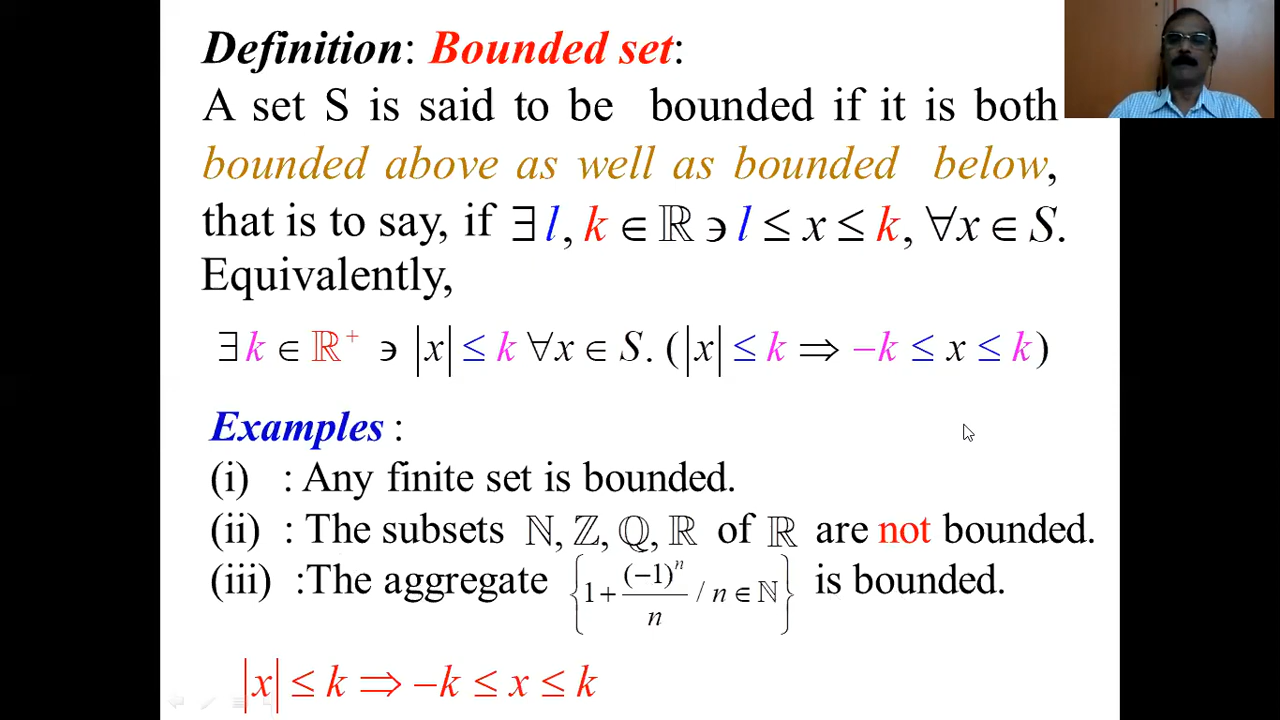 Definition: Bounded set:
A set S is said to be bounded if it is both
bounded above as well as bounded below,
that is to say, if ∃ l, k ∈ ℝ ∍ l ≤ x ≤ k, ∀x ∈ S.
Equivalently,
∃ k ∈ ℝ⁺ ∍ |x| ≤ k ∀x ∈ S. (|x| ≤ k ⇒ −k ≤ x ≤ k)
Examples :
(i) : Any finite set is bounded.
(ii) : The subsets ℕ, ℤ, ℚ, ℝ of ℝ are not bounded.
(iii) :The aggregate {1 + (−1)ⁿ/n / n ∈ ℕ} is bounded.
|x| ≤ k ⇒ −k ≤ x ≤ k